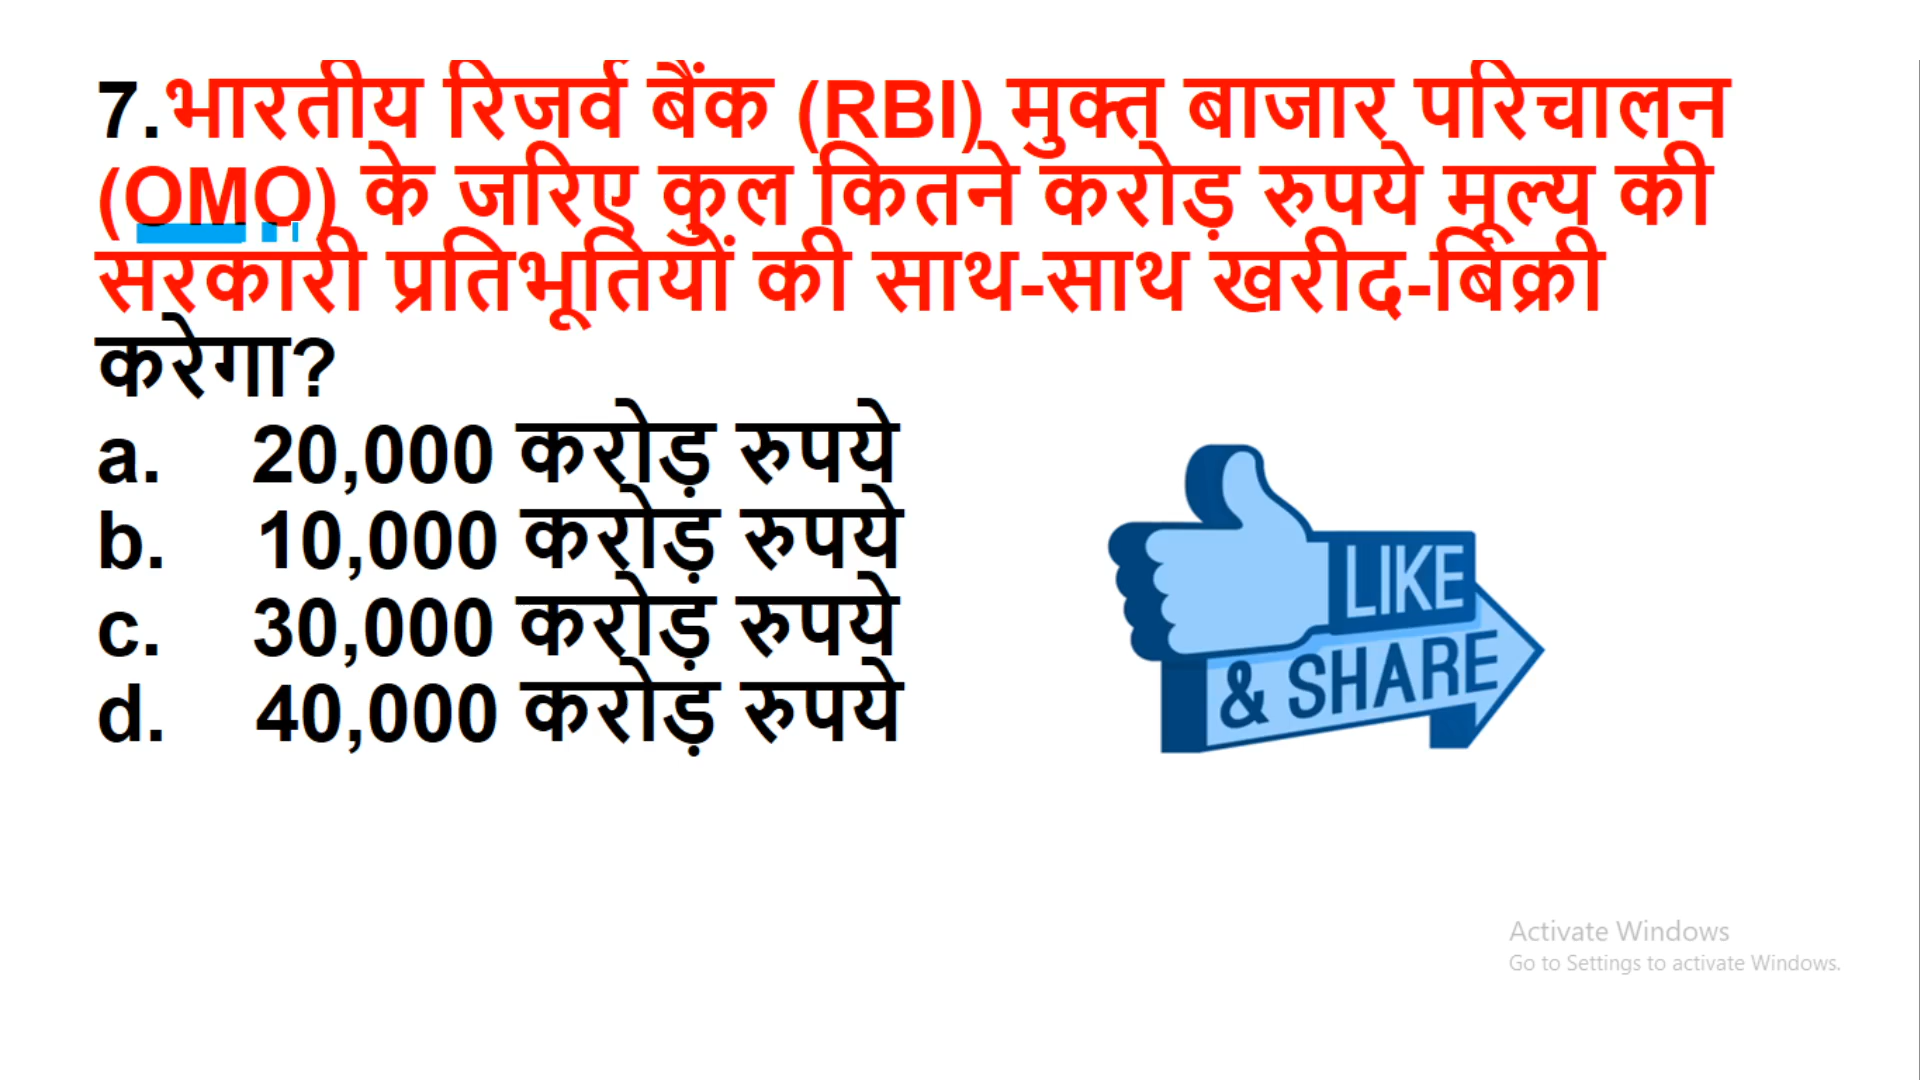 7.भारतीय रिजर्व बैंक (RBI) मुक्त बाजार परिचालन
(OMO) के जरिए कुल कितने करोड़ रुपये मूल्य की
सरकारी प्रतिभूतियों की साथ-साथ खरीद-बिक्री
करेगा?
a. 20,000 करोड़ रुपये
b. 10,000 करोड़ रुपये
c. 30,000 करोड़ रुपये
d. 40,000 करोड़ रुपये
LIKE
& SHARE
Activate Windows
Go to Settings to activate Windows.